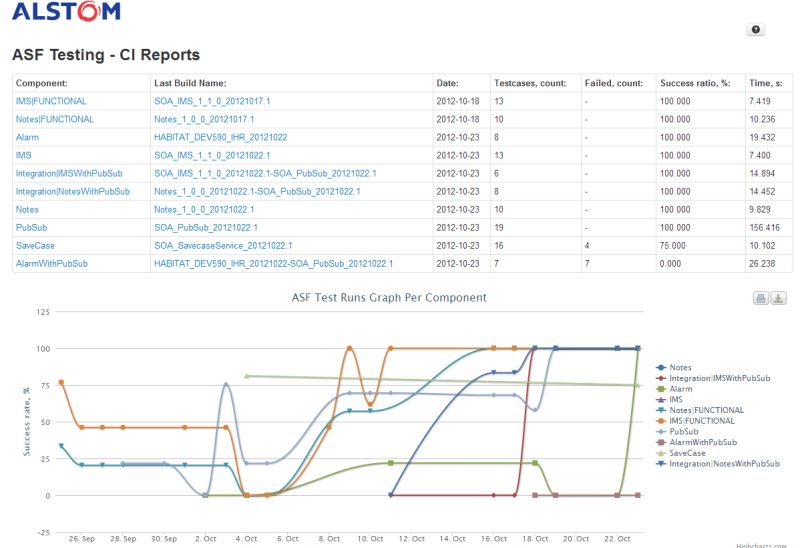 ALSTOM
?
ASF Testing - CI Reports
Component: Last Build Name: Date: Testcases, count: Failed, count: Success ratio, %: Time, s:
IMS|FUNCTIONAL SOA_IMS_1_1_0_20121017.1 2012-10-18 13 - 100.000 7.419
Notes|FUNCTIONAL Notes_1_0_0_20121017.1 2012-10-18 10 - 100.000 10.236
Alarm HABITAT_DEV590_IHR_20121022 2012-10-23 8 - 100.000 19.432
IMS SOA_IMS_1_1_0_20121022.1 2012-10-23 13 - 100.000 7.400
Integration|IMSWithPubSub SOA_IMS_1_1_0_20121022.1-SOA_PubSub_20121022.1 2012-10-23 6 - 100.000 14.894
Integration|NotesWithPubSub Notes_1_0_0_20121022.1-SOA_PubSub_20121022.1 2012-10-23 8 - 100.000 14.452
Notes Notes_1_0_0_20121022.1 2012-10-23 10 - 100.000 9.829
PubSub SOA_PubSub_20121022.1 2012-10-23 19 - 100.000 156.416
SaveCase SOA_SavecaseService_20121022.1 2012-10-23 16 4 75.000 10.102
AlarmWithPubSub HABITAT_DEV590_IHR_20121022-SOA_PubSub_20121022.1 2012-10-23 7 7 0.000 26.238
ASF Test Runs Graph Per Component
Success rate, %
125
100
75
50
25
0
-25
26. Sep 28. Sep 30. Sep 2. Oct 4. Oct 6. Oct 8. Oct 10. Oct 12. Oct 14. Oct 16. Oct 18. Oct 20. Oct 22. Oct
Notes
Integration|IMSWithPubSub
Alarm
IMS
Notes|FUNCTIONAL
IMS|FUNCTIONAL
PubSub
AlarmWithPubSub
SaveCase
Integration|NotesWithPubSub
Highcharts.com